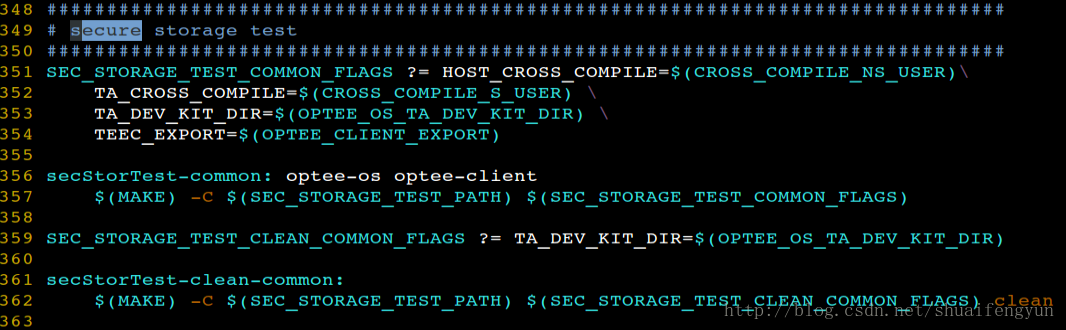 348 ################################################################################
349 # secure storage test
350 ################################################################################
351 SEC_STORAGE_TEST_COMMON_FLAGS ?= HOST_CROSS_COMPILE=$(CROSS_COMPILE_NS_USER)\
352     TA_CROSS_COMPILE=$(CROSS_COMPILE_S_USER) \
353     TA_DEV_KIT_DIR=$(OPTEE_OS_TA_DEV_KIT_DIR) \
354     TEEC_EXPORT=$(OPTEE_CLIENT_EXPORT)
355
356 secStorTest-common: optee-os optee-client
357     $(MAKE) -C $(SEC_STORAGE_TEST_PATH) $(SEC_STORAGE_TEST_COMMON_FLAGS)
358
359 SEC_STORAGE_TEST_CLEAN_COMMON_FLAGS ?= TA_DEV_KIT_DIR=$(OPTEE_OS_TA_DEV_KIT_DIR)
360
361 secStorTest-clean-common:
362     $(MAKE) -C $(SEC_STORAGE_TEST_PATH) $(SEC_STORAGE_TEST_CLEAN_COMMON_FLAGS) clean
http://blog.csdn.net/shuaifengyun
363